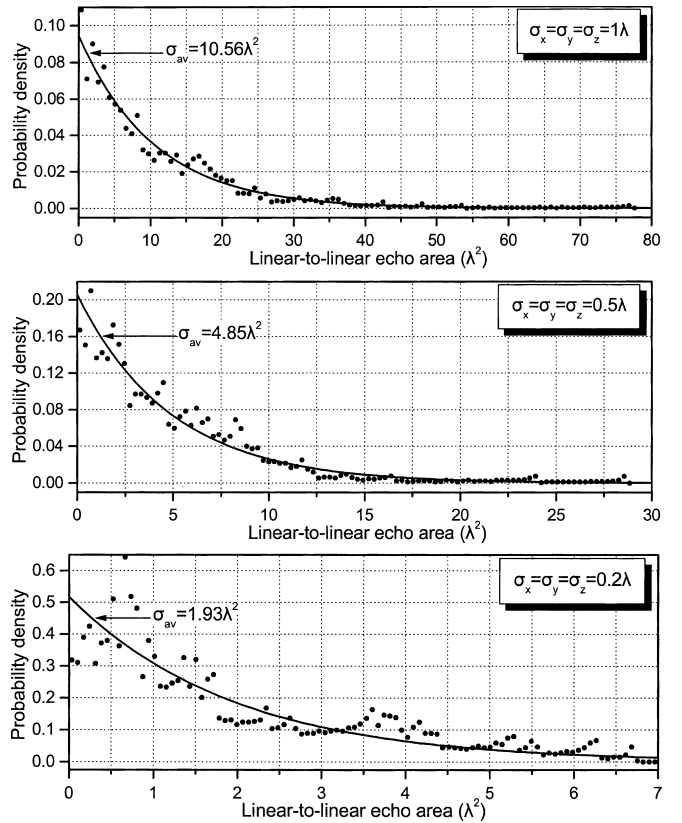 Probability density
0.10
0.08
0.06
0.04
0.02
0.00
σav=10.56λ²
σx=σy=σz=1λ
0 10 20 30 40 50 60 70 80
Linear-to-linear echo area (λ²)
Probability density
0.20
0.16
0.12
0.08
0.04
0.00
σav=4.85λ²
σx=σy=σz=0.5λ
0 5 10 15 20 25 30
Linear-to-linear echo area (λ²)
Probability density
0.6
0.5
0.4
0.3
0.2
0.1
0.0
σav=1.93λ²
σx=σy=σz=0.2λ
0 1 2 3 4 5 6 7
Linear-to-linear echo area (λ²)